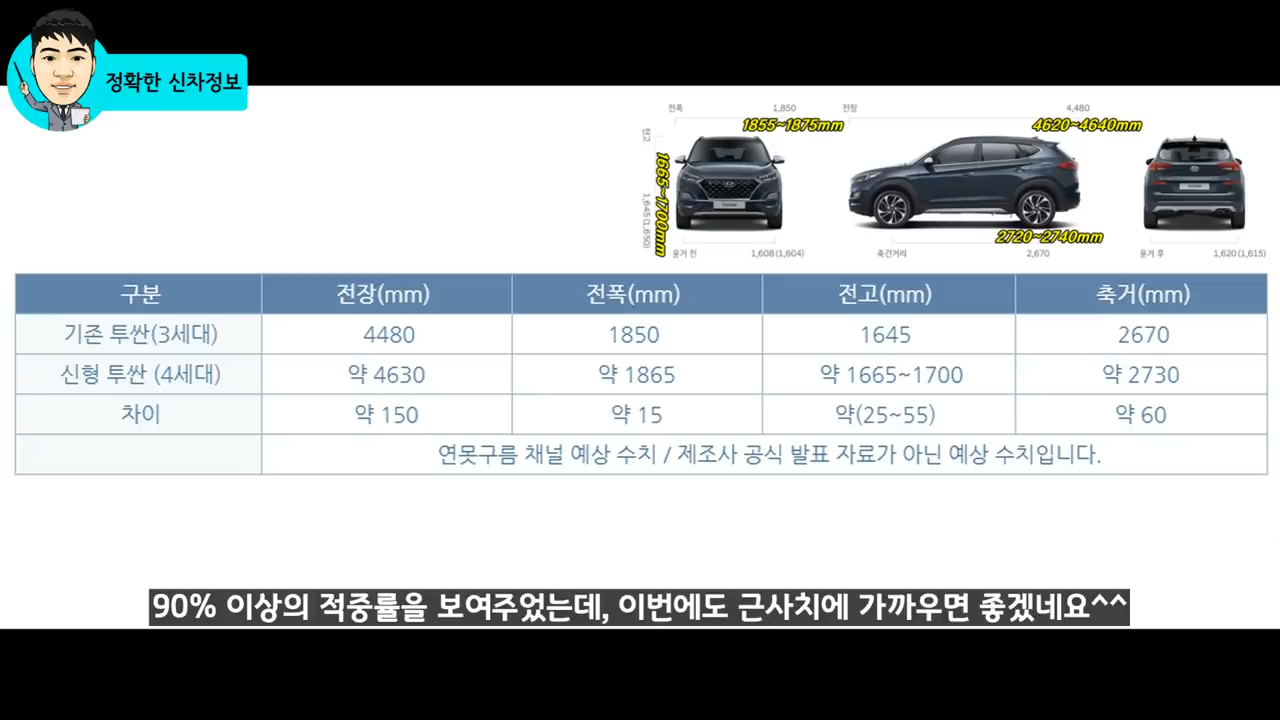 정확한 신차정보
전폭 1,850 전장 4,480
1855~1875mm 4620~4640mm
전고
1665~1700mm
1,645 (1,650)
2720~2740mm
윤거 전 1,608 (1,604) 축간거리 2,670 윤거 후 1,620 (1,615)
구분 전장(mm) 전폭(mm) 전고(mm) 축거(mm)
기존 투싼(3세대) 4480 1850 1645 2670
신형 투싼 (4세대) 약 4630 약 1865 약 1665~1700 약 2730
차이 약 150 약 15 약(25~55) 약 60
연못구름 채널 예상 수치 / 제조사 공식 발표 자료가 아닌 예상 수치입니다.
90% 이상의 적중률을 보여주었는데, 이번에도 근사치에 가까우면 좋겠네요^^